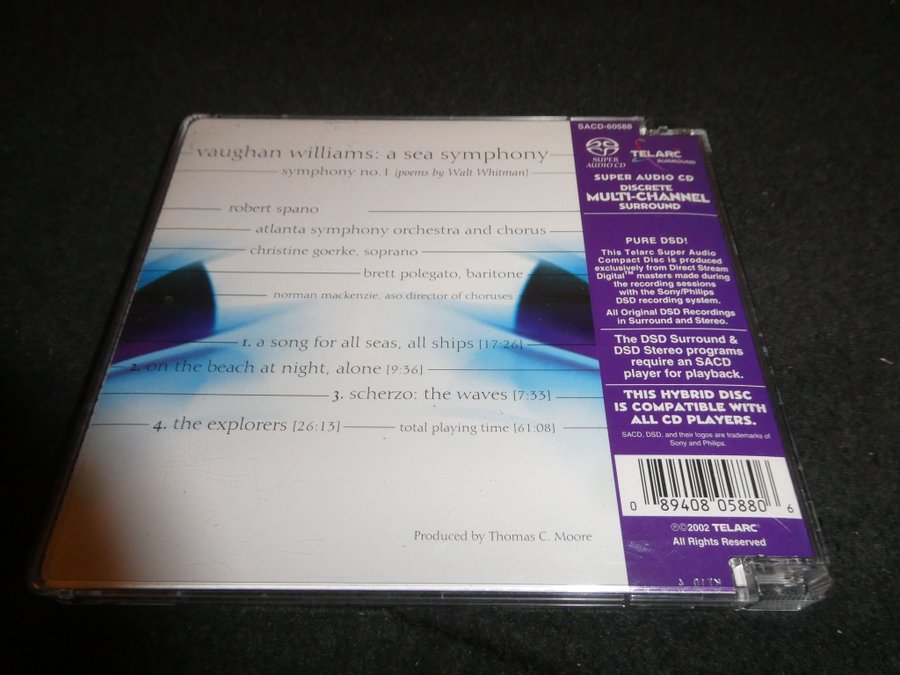 vaughan williams: a sea symphony
symphony no. 1 [poems by Walt Whitman]
robert spano
atlanta symphony orchestra and chorus
christine goerke, soprano
brett polegato, baritone
norman mackenzie, aso director of choruses
1. a song for all seas, all ships [17:26]
2. on the beach at night, alone [9:36]
3. scherzo: the waves [7:33]
4. the explorers [26:13]
total playing time [61:08]
Produced by Thomas C. Moore
SACD-60588
SUPER
AUDIO CD
TELARC
SURROUND
SUPER AUDIO CD
DISCRETE
MULTI-CHANNEL
SURROUND
PURE DSD!
This Telarc Super Audio
Compact Disc is produced
exclusively from Direct Stream
Digital™ masters made during
the recording sessions
with the Sony/Philips
DSD recording system.
All Original DSD Recordings
in Surround and Stereo.
The DSD Surround &
DSD Stereo programs
require an SACD
player for playback.
THIS HYBRID DISC
IS COMPATIBLE WITH
ALL CD PLAYERS.
SACD, DSD, and their logos are trademarks of
Sony and Philips.
0 89408 05880 6
℗©2002 TELARC®
All Rights Reserved